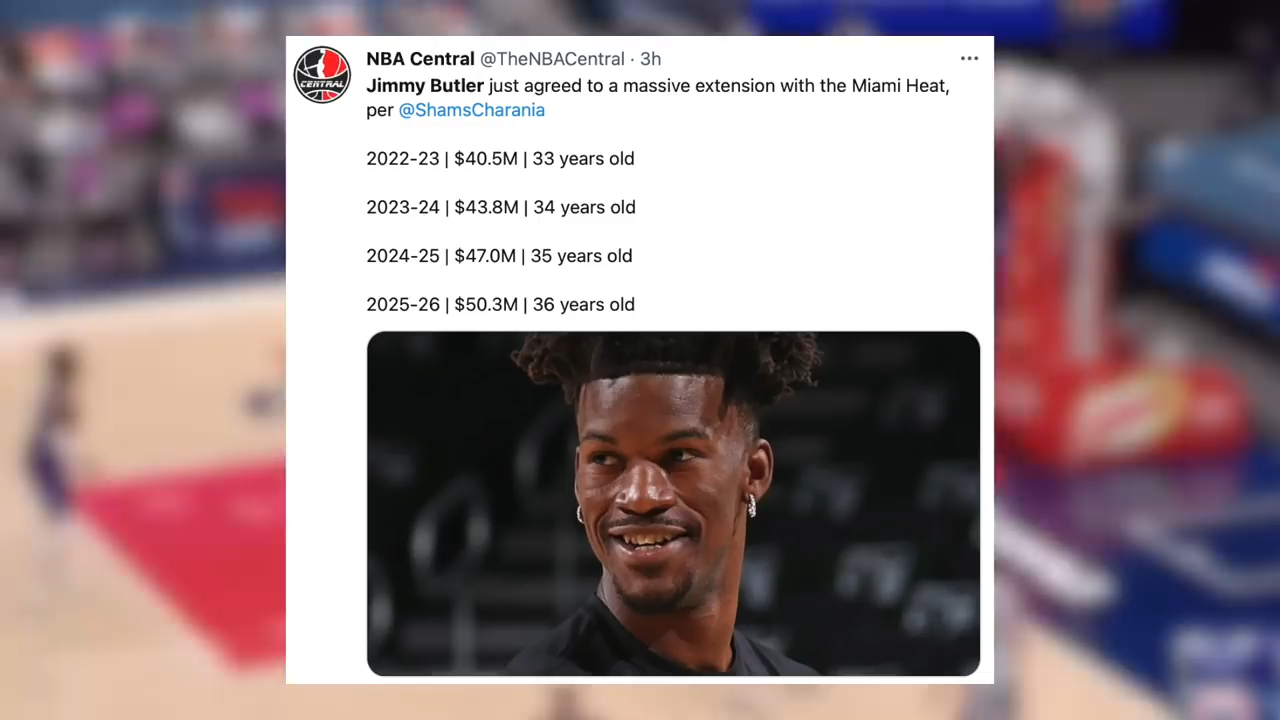 NBA Central @TheNBACentral · 3h
Jimmy Butler just agreed to a massive extension with the Miami Heat,
per @ShamsCharania
2022-23 | $40.5M | 33 years old
2023-24 | $43.8M | 34 years old
2024-25 | $47.0M | 35 years old
2025-26 | $50.3M | 36 years old
CENTRAL